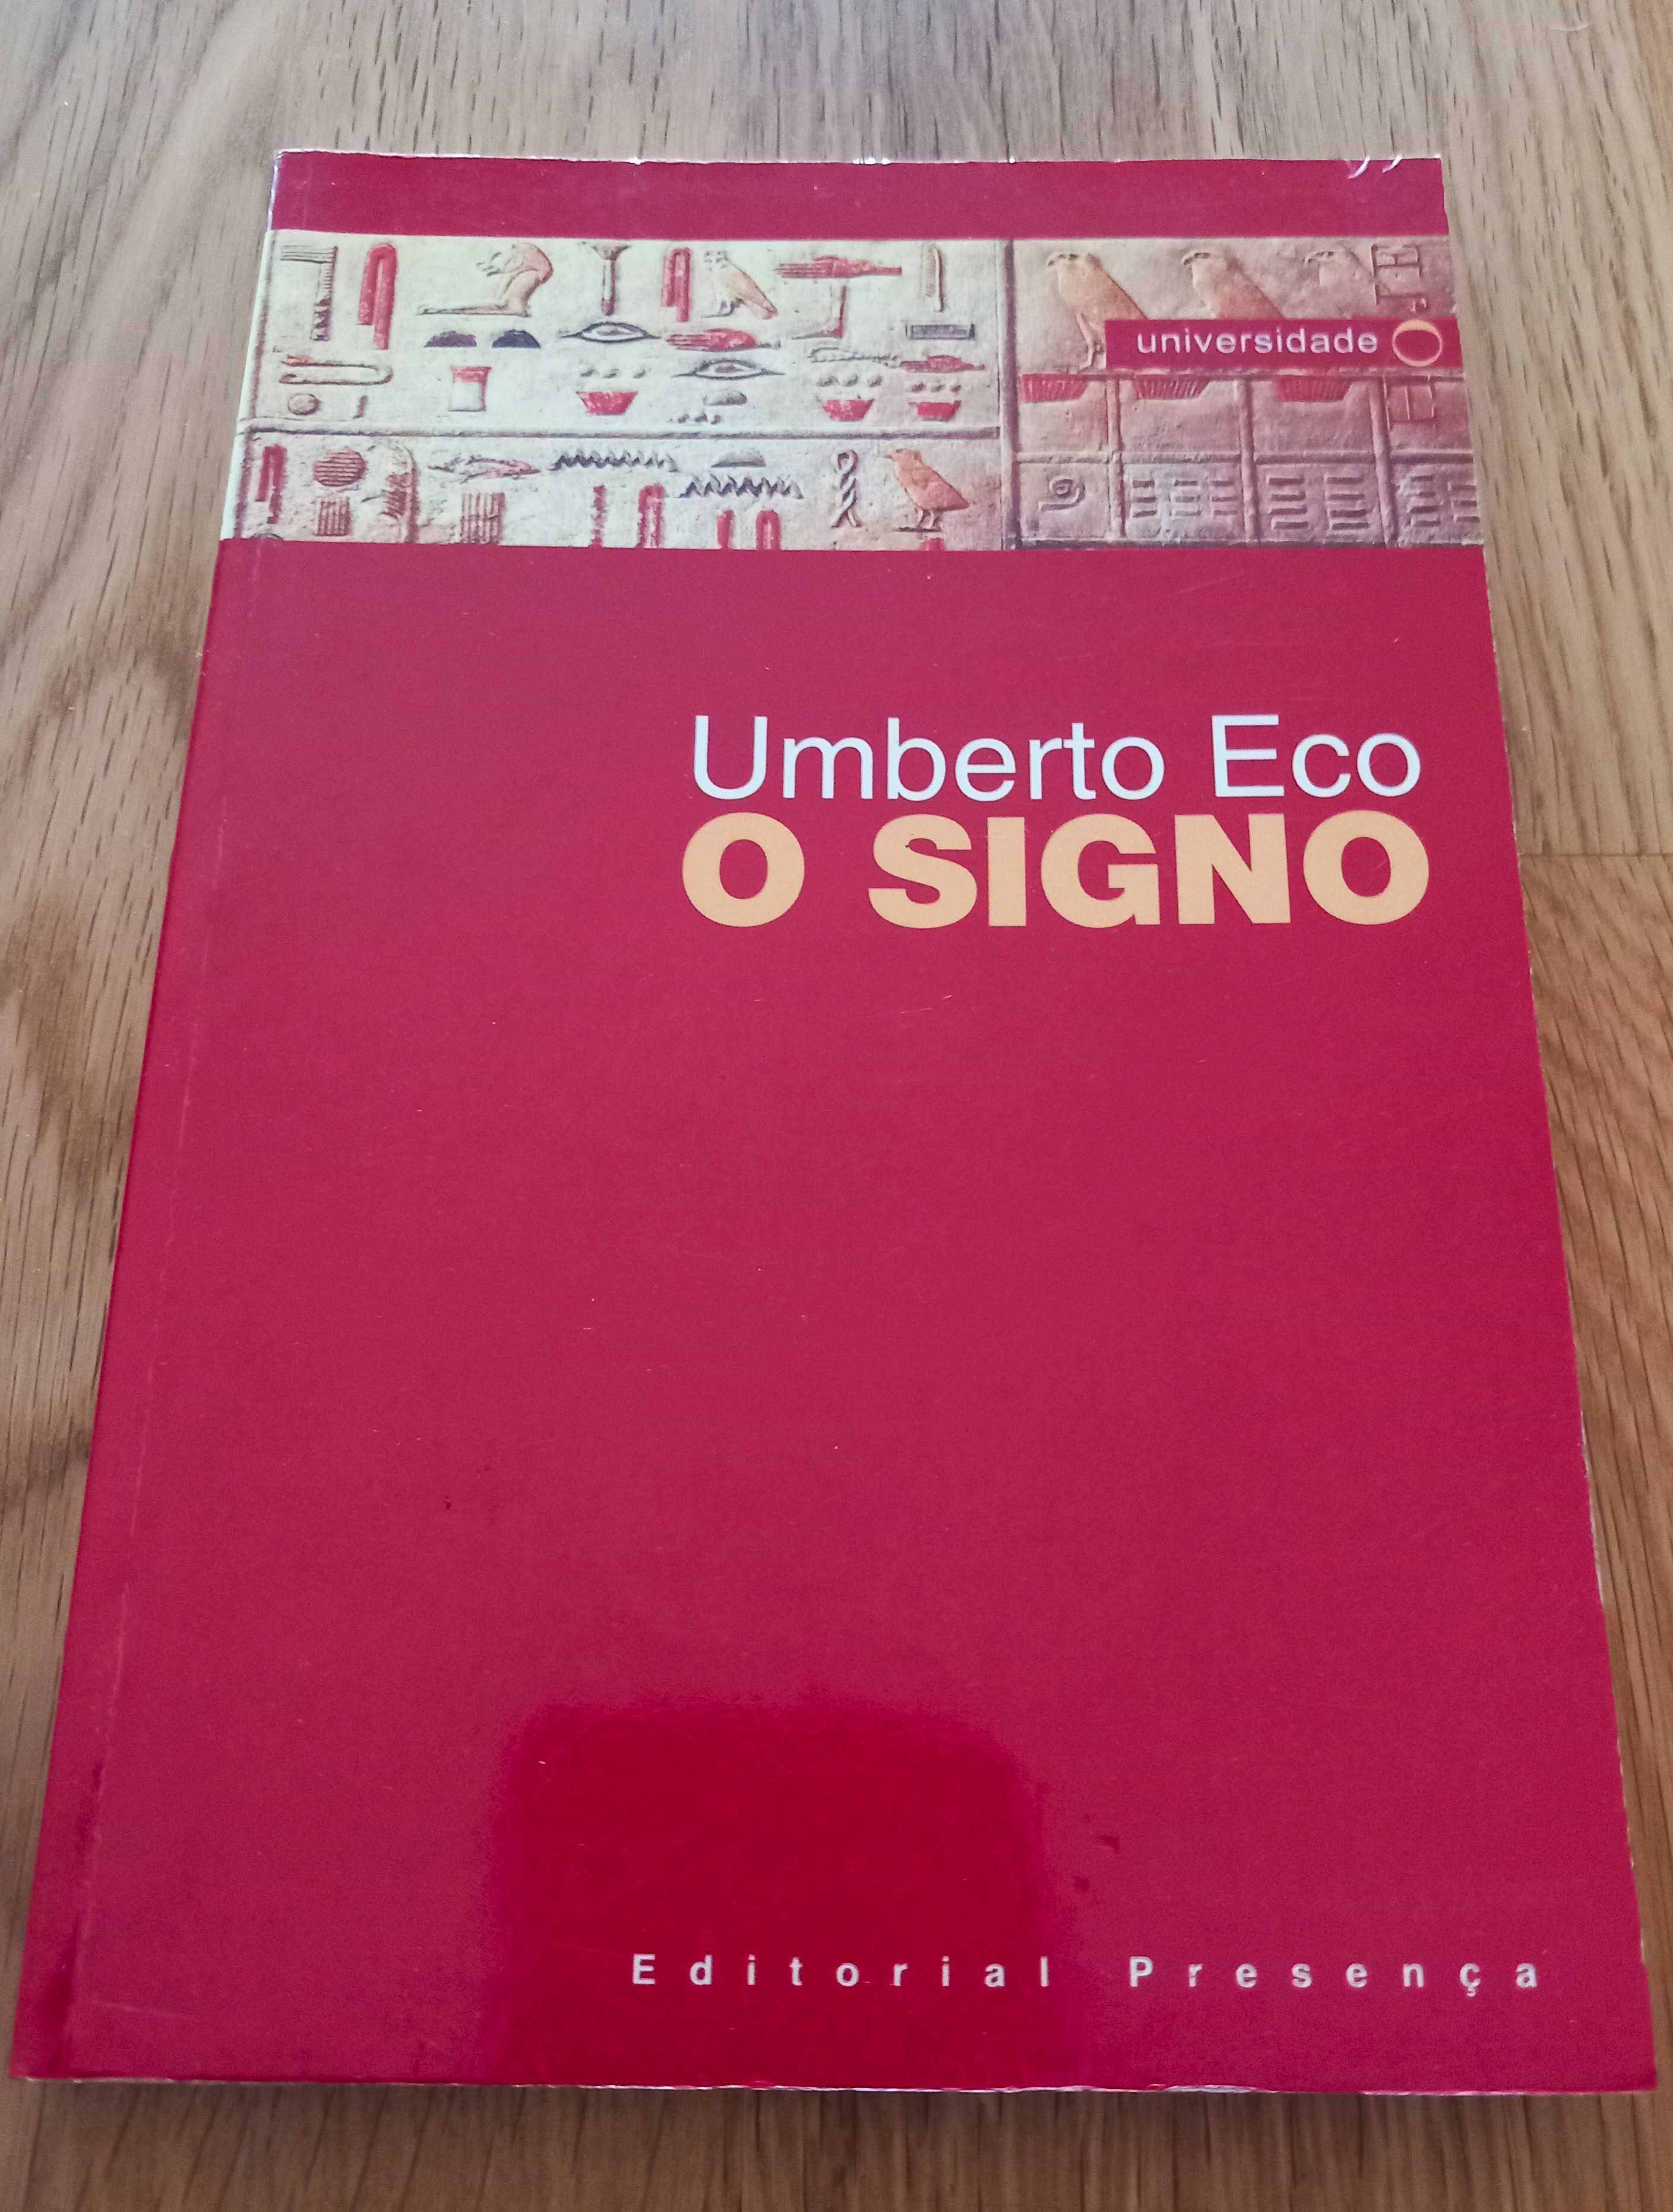 universidade
Umberto Eco
O SIGNO
Editorial Presença